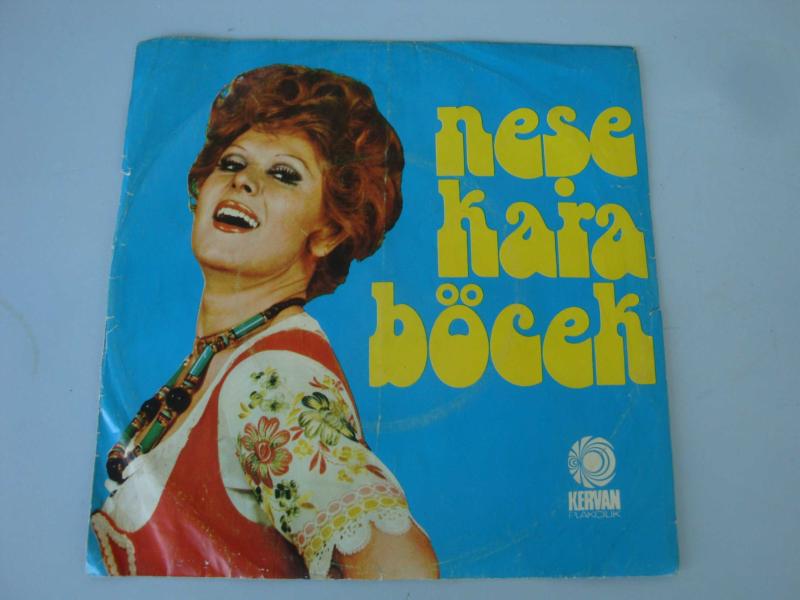 neşe
kara
böcek
KERVAN
PLAKÇILIK